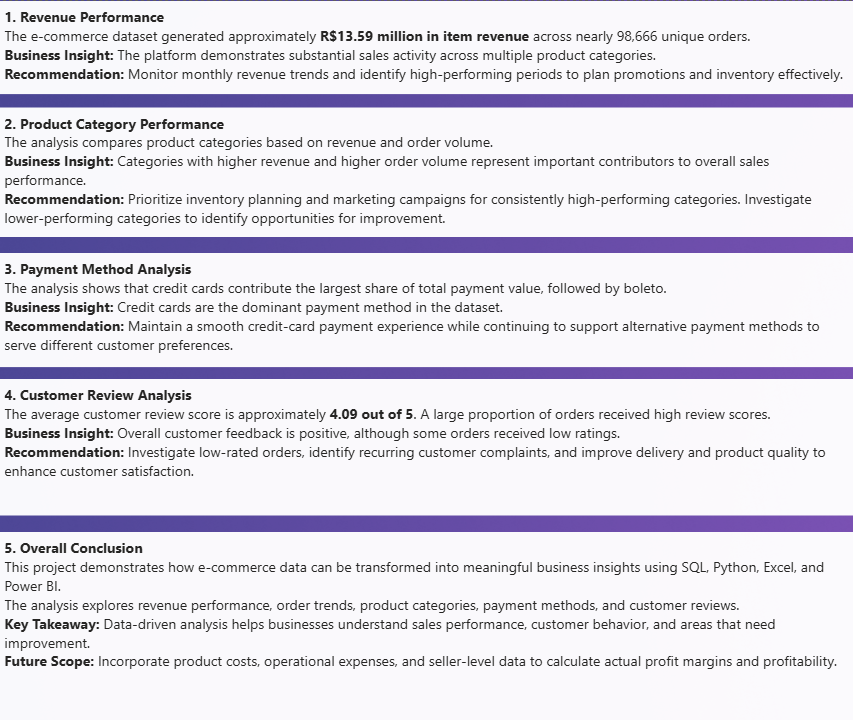 1. Revenue Performance
The e-commerce dataset generated approximately R$13.59 million in item revenue across nearly 98,666 unique orders.
Business Insight: The platform demonstrates substantial sales activity across multiple product categories.
Recommendation: Monitor monthly revenue trends and identify high-performing periods to plan promotions and inventory effectively.
2. Product Category Performance
The analysis compares product categories based on revenue and order volume.
Business Insight: Categories with higher revenue and higher order volume represent important contributors to overall sales
performance.
Recommendation: Prioritize inventory planning and marketing campaigns for consistently high-performing categories. Investigate
lower-performing categories to identify opportunities for improvement.
3. Payment Method Analysis
The analysis shows that credit cards contribute the largest share of total payment value, followed by boleto.
Business Insight: Credit cards are the dominant payment method in the dataset.
Recommendation: Maintain a smooth credit-card payment experience while continuing to support alternative payment methods to
serve different customer preferences.
4. Customer Review Analysis
The average customer review score is approximately 4.09 out of 5. A large proportion of orders received high review scores.
Business Insight: Overall customer feedback is positive, although some orders received low ratings.
Recommendation: Investigate low-rated orders, identify recurring customer complaints, and improve delivery and product quality to
enhance customer satisfaction.
5. Overall Conclusion
This project demonstrates how e-commerce data can be transformed into meaningful business insights using SQL, Python, Excel, and
Power BI.
The analysis explores revenue performance, order trends, product categories, payment methods, and customer reviews.
Key Takeaway: Data-driven analysis helps businesses understand sales performance, customer behavior, and areas that need
improvement.
Future Scope: Incorporate product costs, operational expenses, and seller-level data to calculate actual profit margins and profitability.